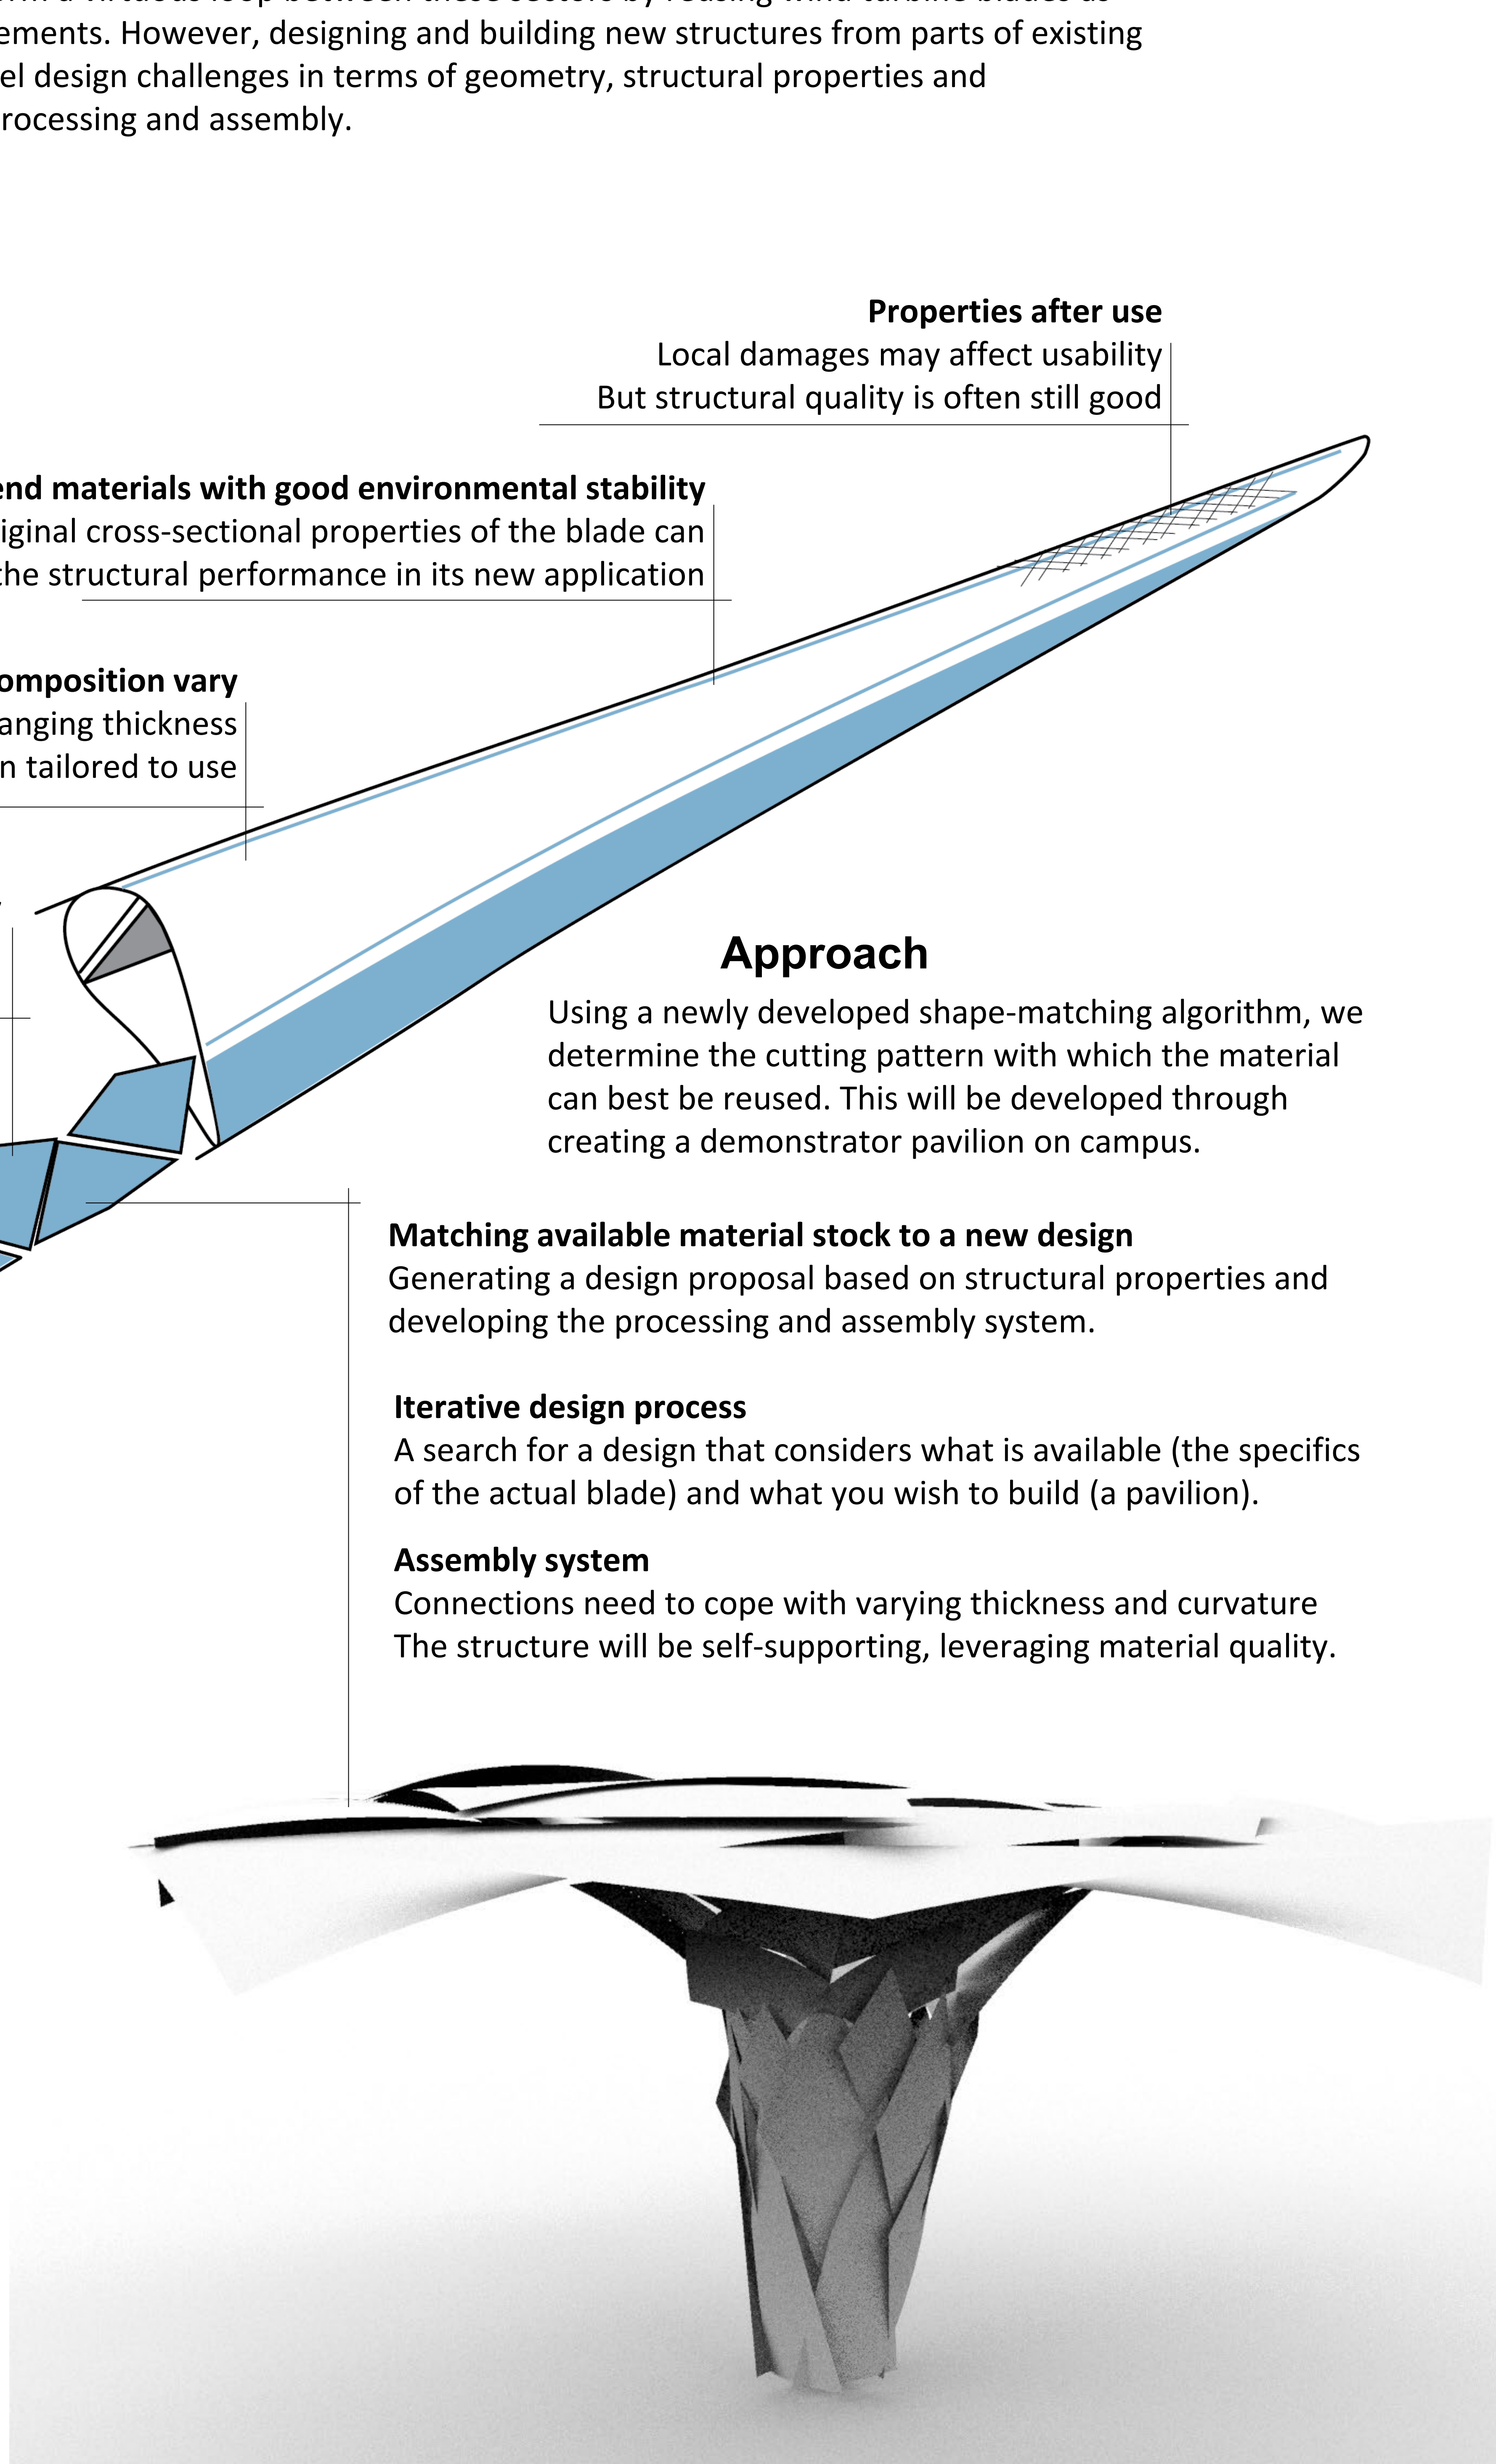 ements. However, designing and building new structures from parts of existing
el design challenges in terms of geometry, structural properties and
rocessing and assembly.
Properties after use
Local damages may affect usability
But structural quality is often still good
end materials with good environmental stability
iginal cross-sectional properties of the blade can
the structural performance in its new application
omposition vary
anging thickness
n tailored to use
Approach
Using a newly developed shape-matching algorithm, we
determine the cutting pattern with which the material
can best be reused. This will be developed through
creating a demonstrator pavilion on campus.
Matching available material stock to a new design
Generating a design proposal based on structural properties and
developing the processing and assembly system.
Iterative design process
A search for a design that considers what is available (the specifics
of the actual blade) and what you wish to build (a pavilion).
Assembly system
Connections need to cope with varying thickness and curvature
The structure will be self-supporting, leveraging material quality.